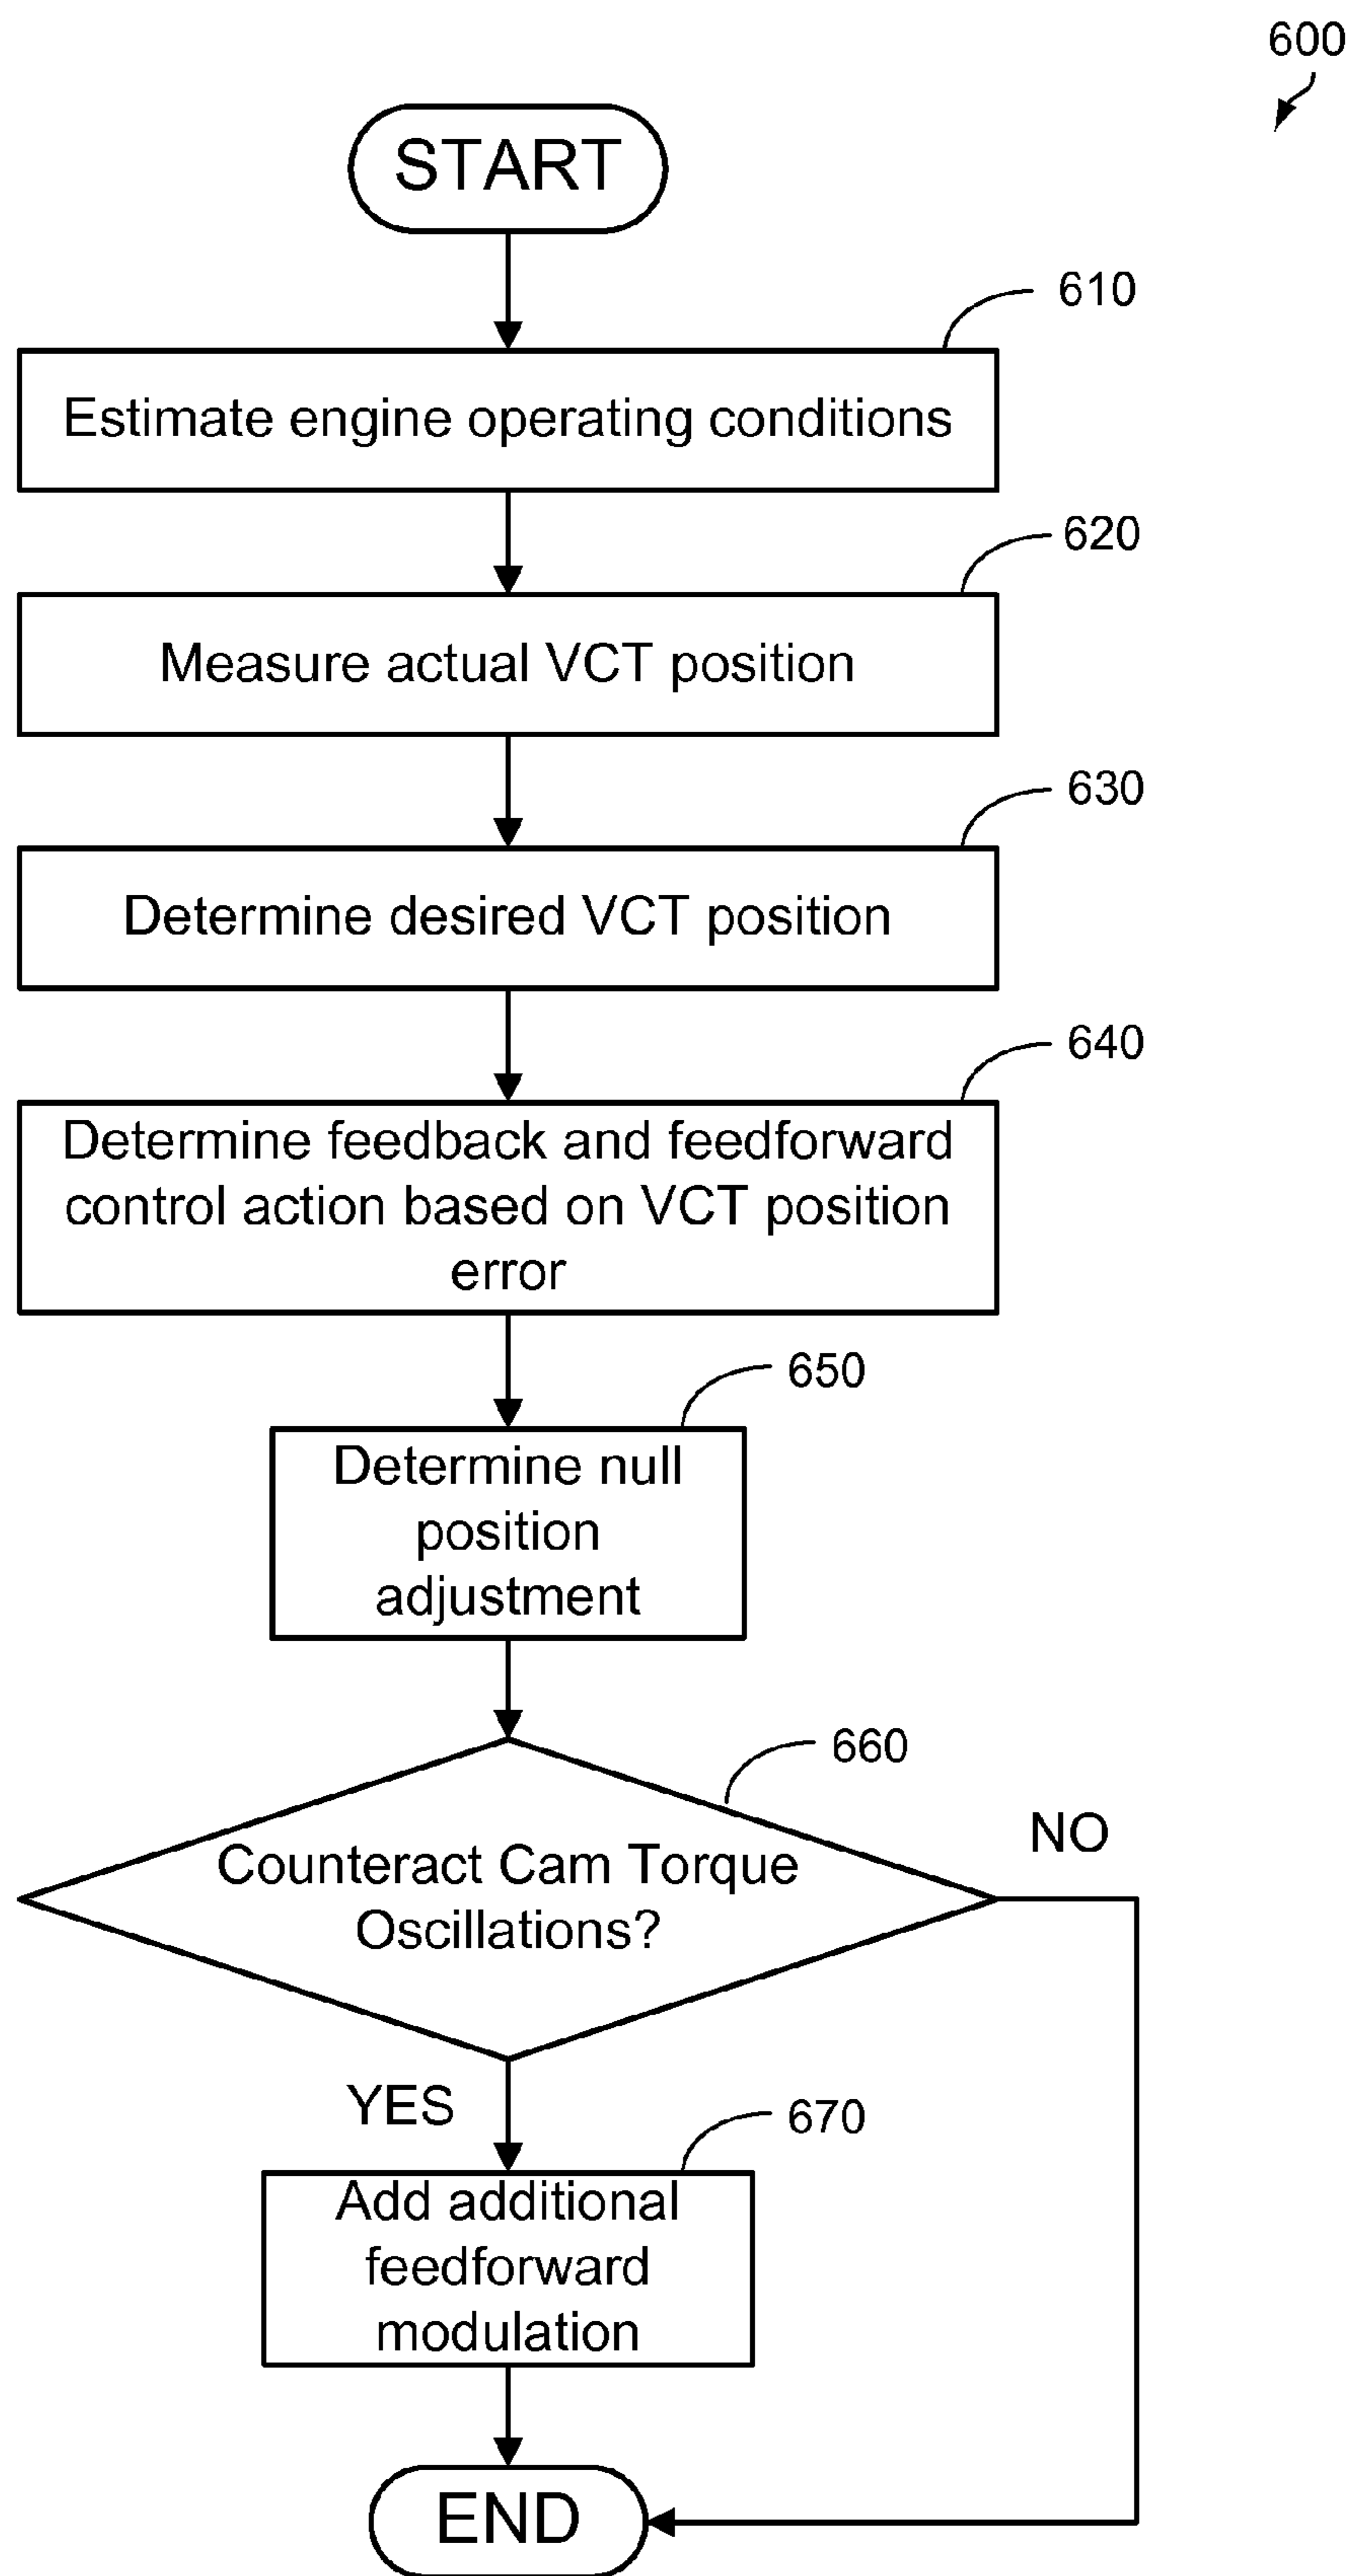 600
START
610
Estimate engine operating conditions
620
Measure actual VCT position
630
Determine desired VCT position
640
Determine feedback and feedforward
control action based on VCT position
error
650
Determine null
position
adjustment
660
NO
Counteract Cam Torque
Oscillations?
YES
670
Add additional
feedforward
modulation
END